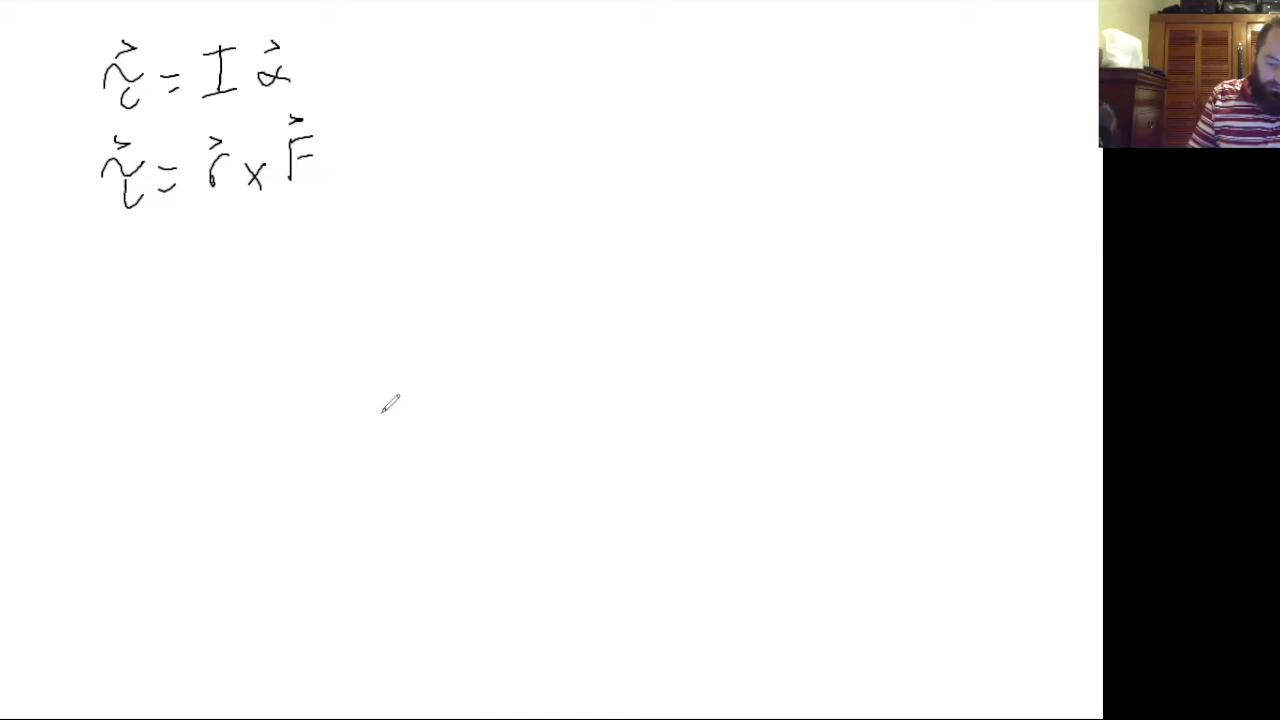 τ⃗ = I α⃗
τ⃗ = r⃗ × F⃗